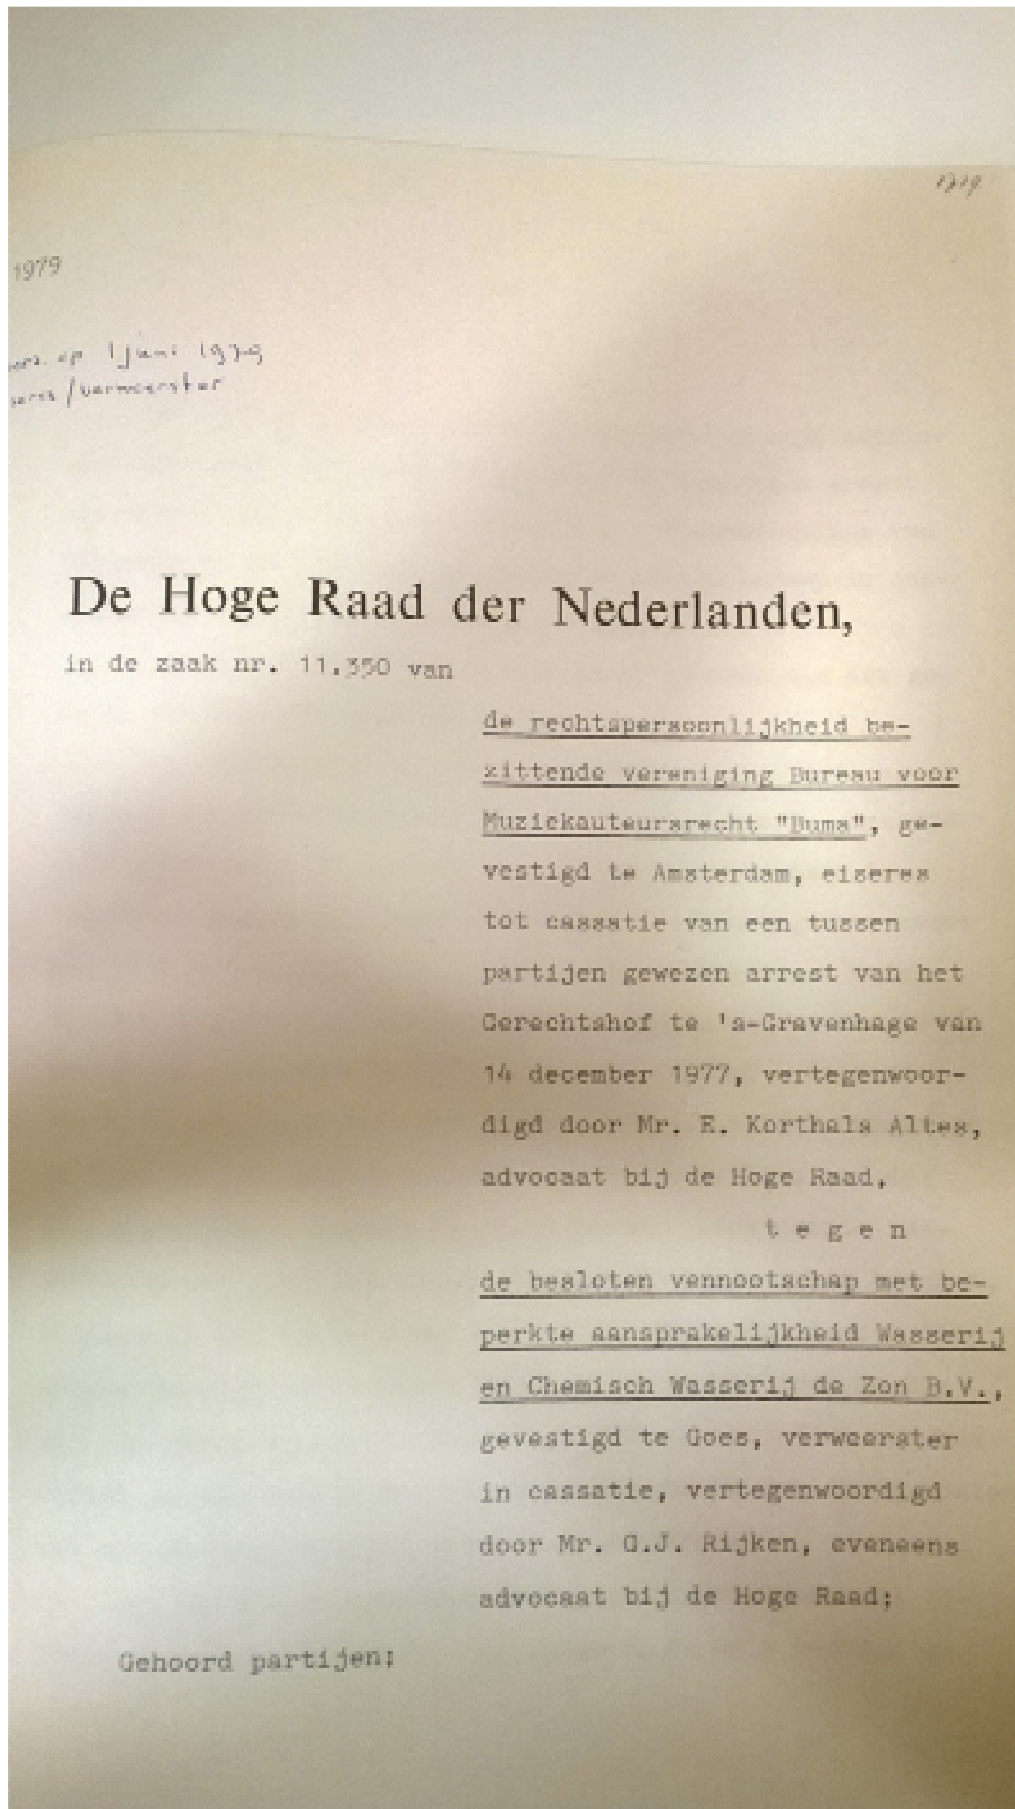 1979
op 1 juni 1979
/vermeerster
De Hoge Raad der Nederlanden,
in de zaak nr. 11.350 van
de rechtspersoonlijkheid be-
zittende vereniging Bureau voor
Muziekauteursrecht "Buma", ge-
vestigd te Amsterdam, eiseres
tot cassatie van een tussen
partijen gewezen arrest van het
Gerechtshof te 's-Gravenhage van
14 december 1977, vertegenwoor-
digd door Mr. E. Korthals Altes,
advocaat bij de Hoge Raad,
tegen
de besloten vennootschap met be-
perkte aansprakelijkheid Wasserij
en Chemisch Wasserij de Zon B.V.,
gevestigd te Goes, verweerster
in cassatie, vertegenwoordigd
door Mr. G.J. Rijken, eveneens
advocaat bij de Hoge Raad;
Gehoord partijen;